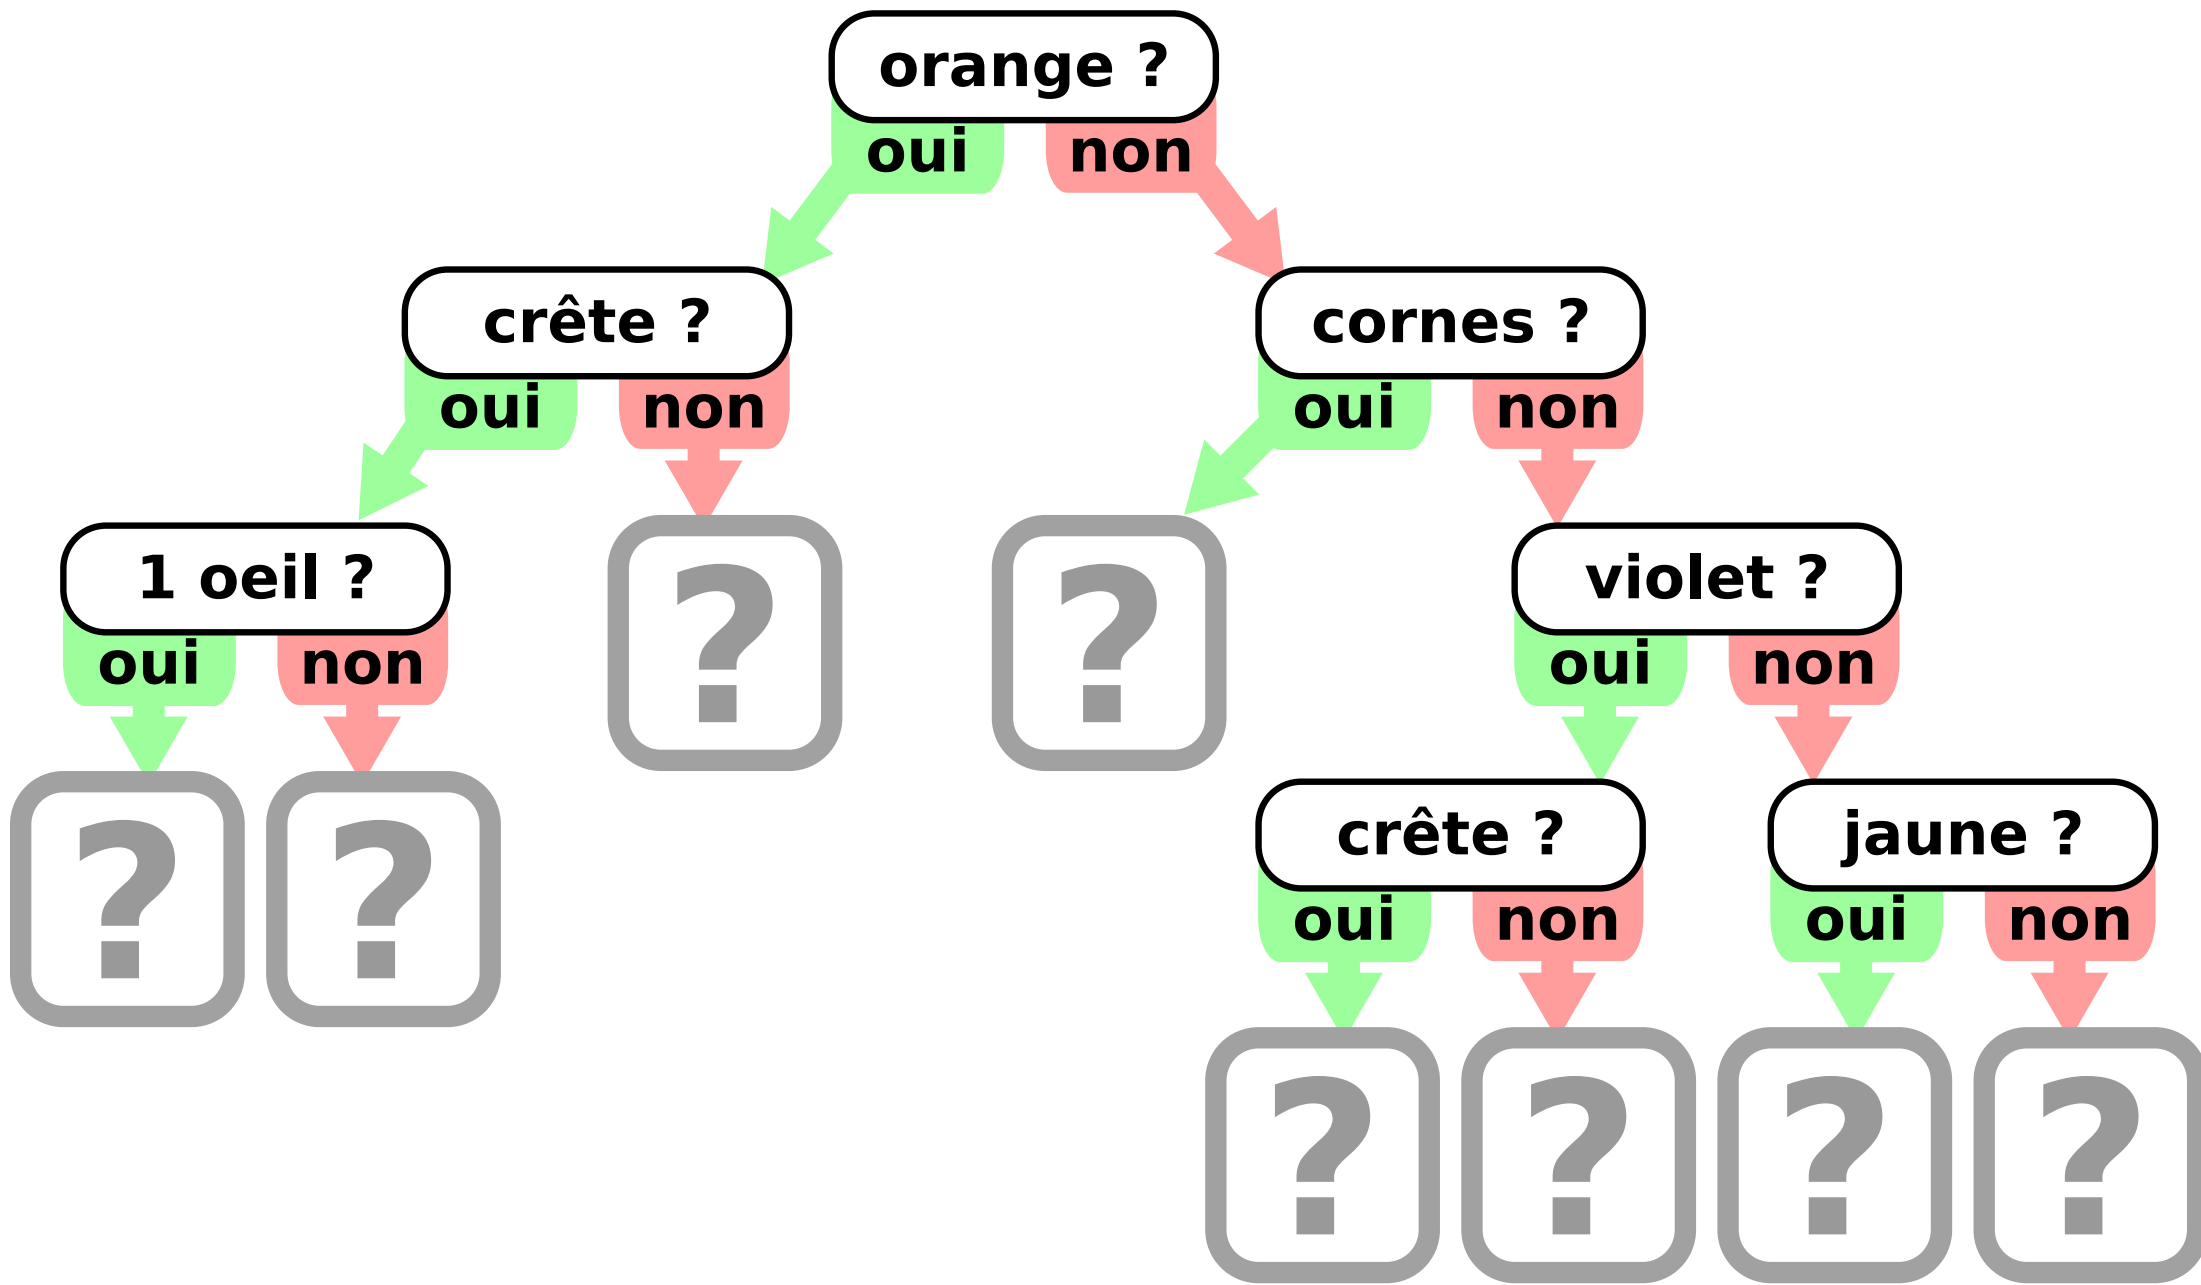 orange ?
oui non
crête ? cornes ?
oui non oui non
1 oeil ? ? ? violet ?
oui non oui non
? ? crête ? jaune ?
oui non oui non
? ? ? ?